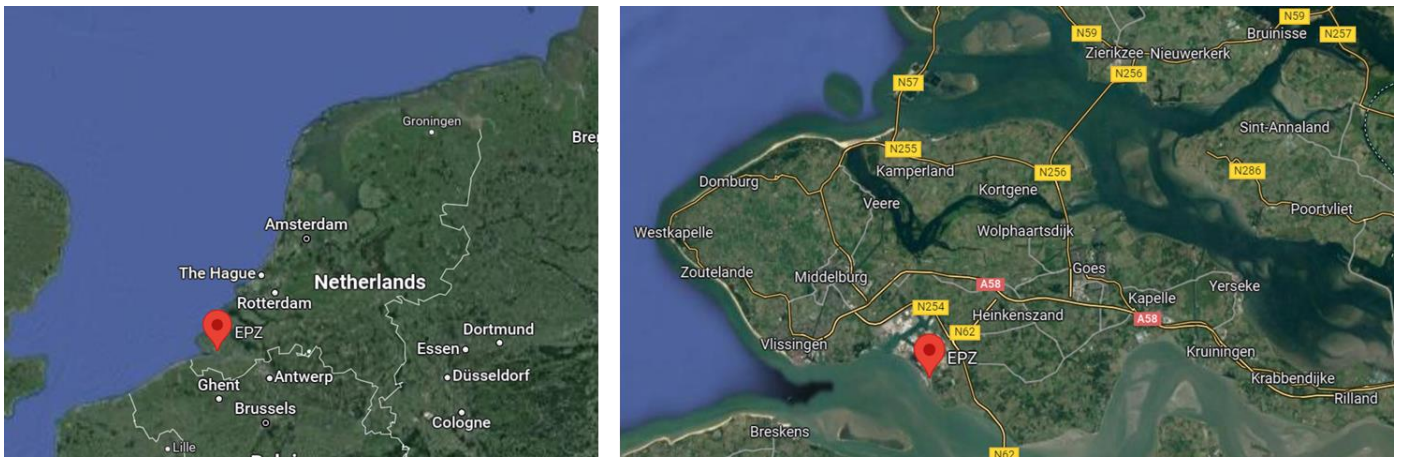 Groningen
Bre
Amsterdam
The Hague
Netherlands
Rotterdam
EPZ
Dortmund
Essen
Düsseldorf
Antwerp
Ghent
Brussels
Cologne
Lille
N59
N59
Bruinisse
N257
Zierikzee
Nieuwerkerk
N256
N57
Sint-Annaland
N255
Kamperland
N256
N286
Domburg
Kortgene
Veere
Poortvliet
Westkapelle
Wolphaartsdijk
Zoutelande
Middelburg
Goes
A58
Yerseke
Kapelle
N254
Heinkenszand
A58
N62
Vlissingen
EPZ
Kruiningen
Krabbendijke
Rilland
Breskens
N62